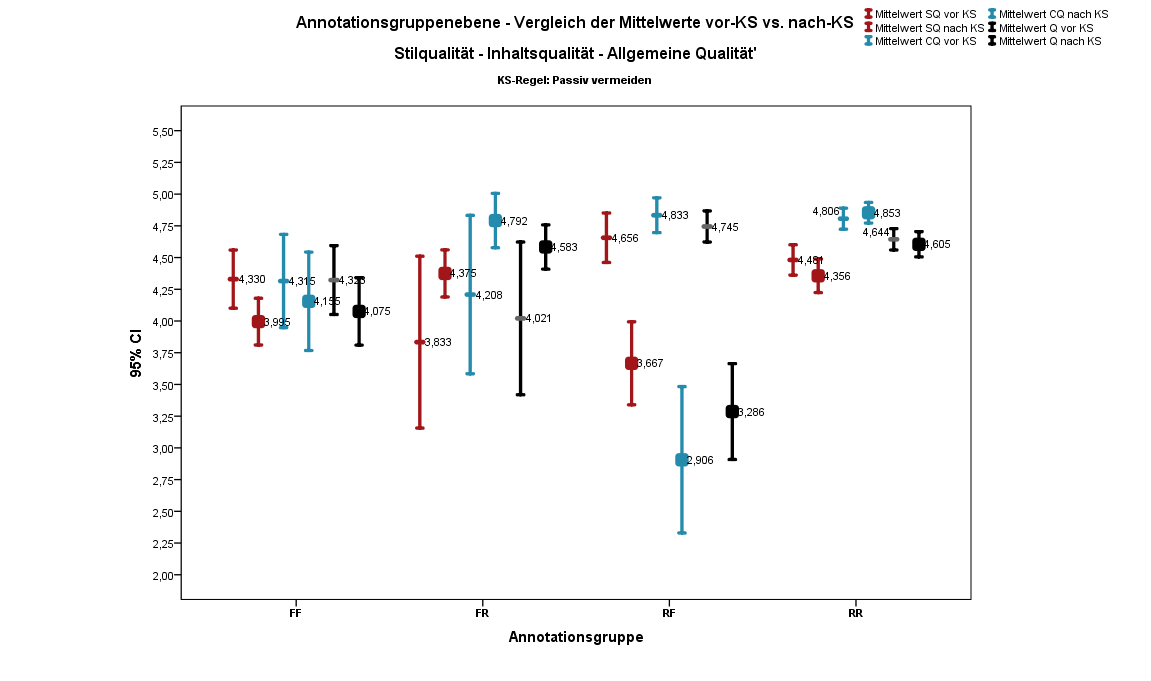 Annotationsgruppenebene - Vergleich der Mittelwerte vor-KS vs. nach-KS
Stilqualität - Inhaltsqualität - Allgemeine Qualität'
KS-Regel: Passiv vermeiden
Mittelwert SQ vor KS
Mittelwert SQ nach KS
Mittelwert CQ vor KS
Mittelwert CQ nach KS
Mittelwert Q vor KS
Mittelwert Q nach KS
95% CI
5,50
5,25
5,00
4,75
4,50
4,25
4,00
3,75
3,50
3,25
3,00
2,75
2,50
2,25
2,00
4,330
3,995
4,315
4,155
4,323
4,075
3,833
4,375
4,208
4,792
4,021
4,583
4,656
3,667
4,833
2,906
4,745
3,286
4,481
4,356
4,806
4,853
4,644
4,605
FF
FR
RF
RR
Annotationsgruppe